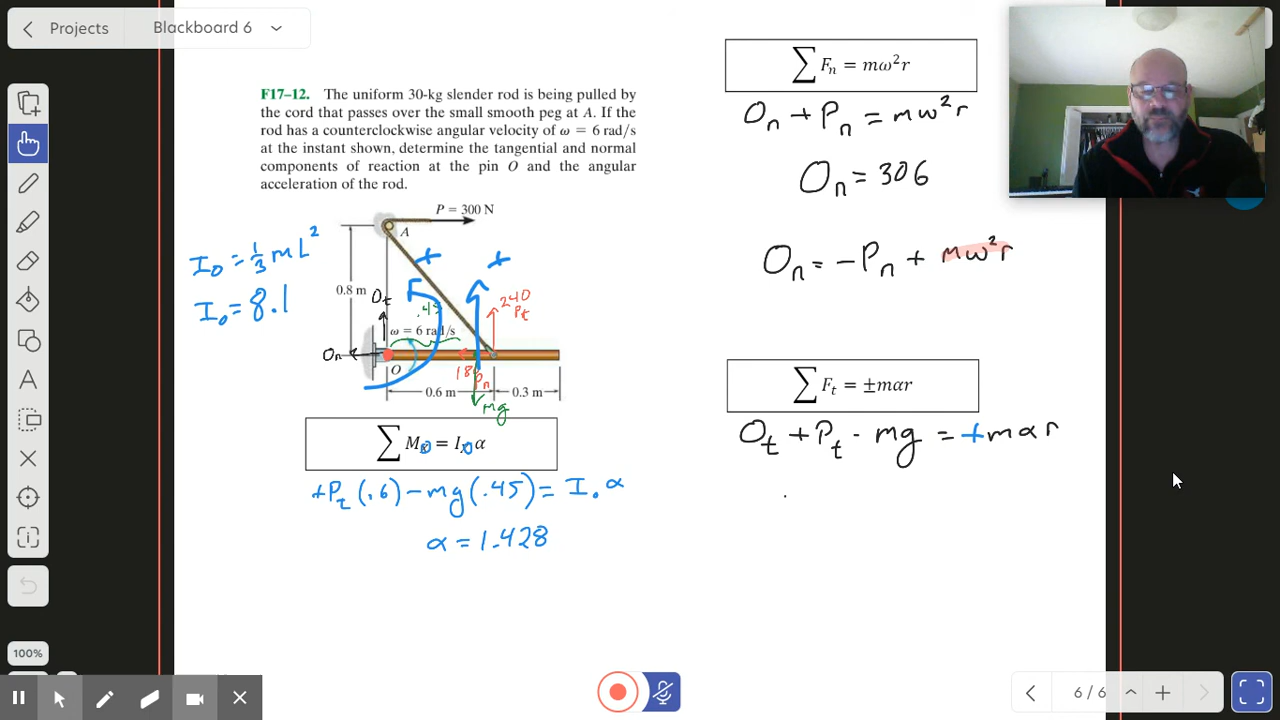 Projects
Blackboard 6
F17–12. The uniform 30-kg slender rod is being pulled by
the cord that passes over the small smooth peg at A. If the
rod has a counterclockwise angular velocity of ω = 6 rad/s
at the instant shown, determine the tangential and normal
components of reaction at the pin O and the angular
acceleration of the rod.
P = 300 N
A
0.8 m
ω = 6 rad/s
O
0.6 m
0.3 m
I₀ = 1/3 mL²
I₀ = 8.1
Ot
On
+
+
.45
240
Pt
Pn
mg
∑ M₀ = I₀α
+Pt (.6) - mg(.45) = I₀ α
α = 1.428
∑ Fn = mω²r
On + Pn = mω²r
On = 306
On = -Pn + mω²r
∑ Ft = ±mαr
Ot + Pt - mg = +mαr
100%
6 / 6